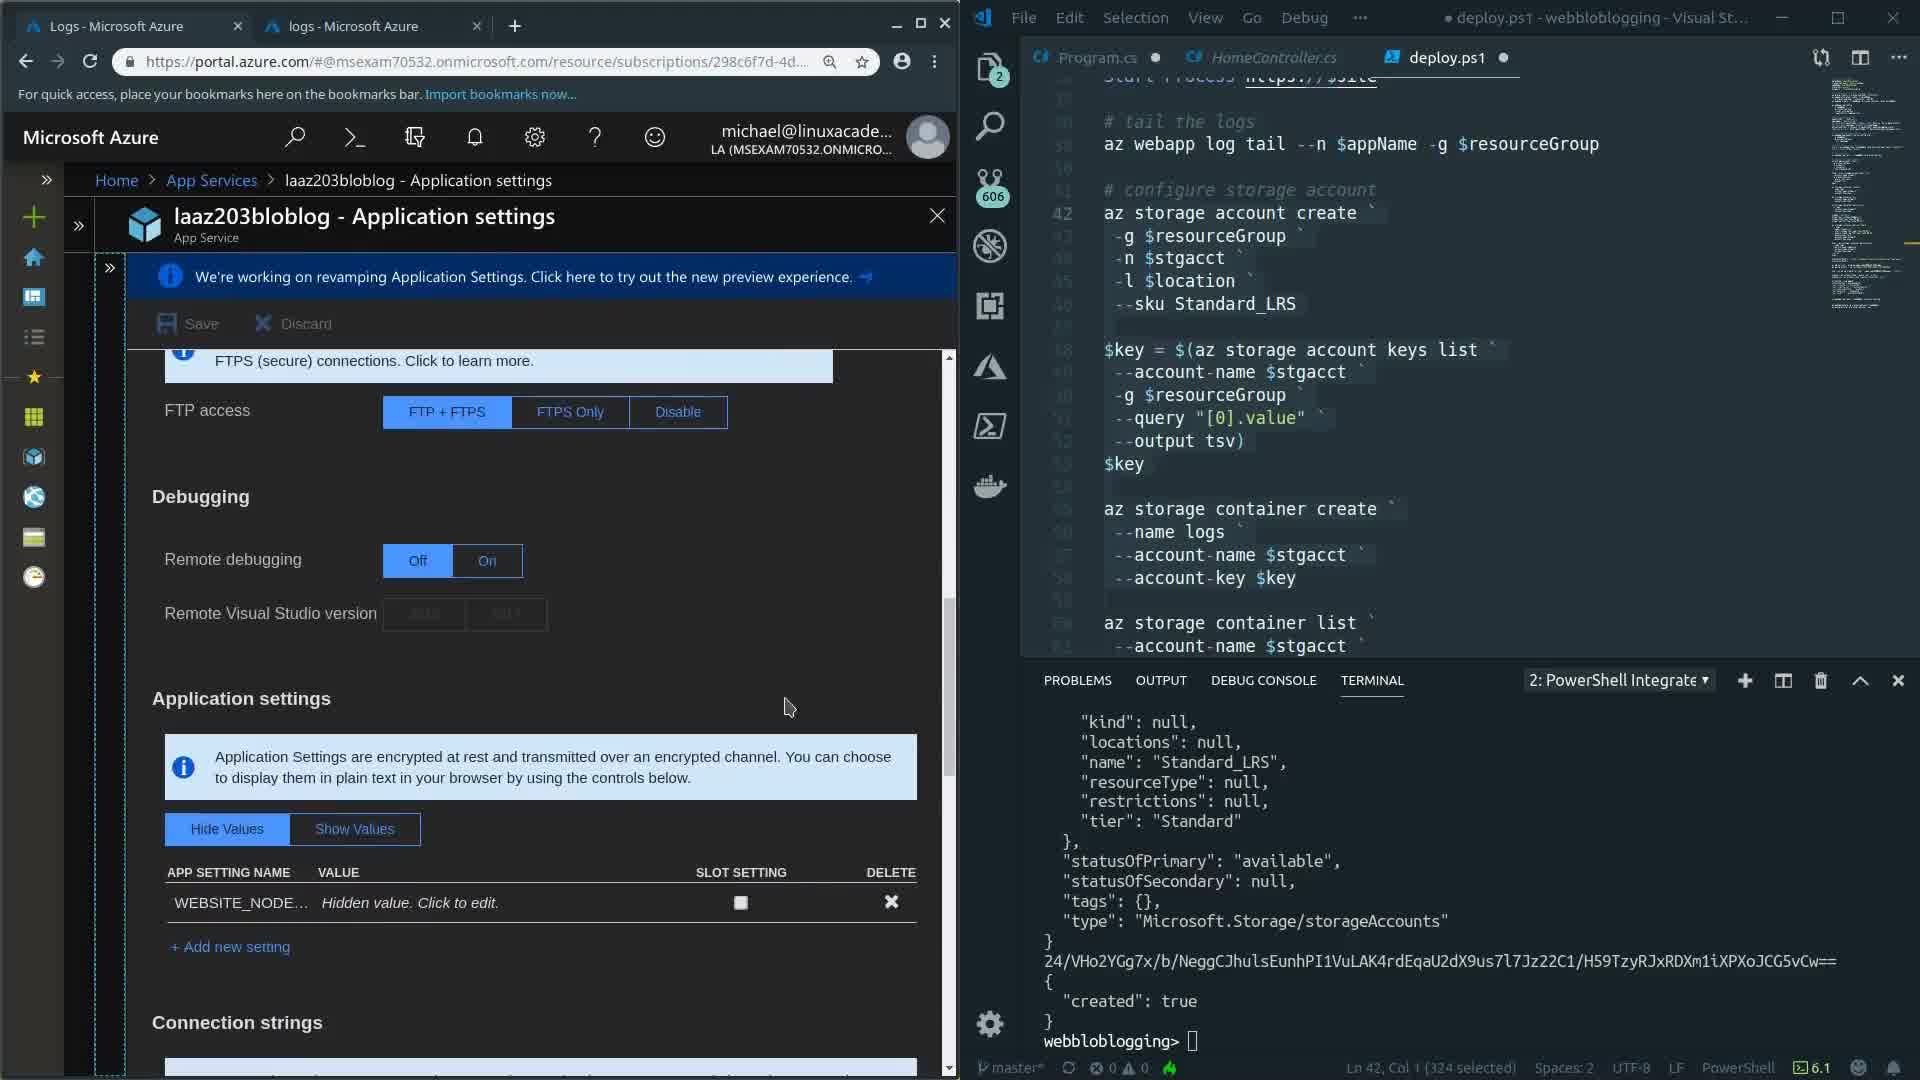 Logs - Microsoft Azure
logs - Microsoft Azure
https://portal.azure.com/#@msexam70532.onmicrosoft.com/resource/subscriptions/298c6f7d-4d...
For quick access, place your bookmarks here on the bookmarks bar. Import bookmarks now...
Microsoft Azure
michael@linuxacade...
LA (MSEXAM70532.ONMICRO...
Home > App Services > laaz203bloblog - Application settings
laaz203bloblog - Application settings
App Service
We're working on revamping Application Settings. Click here to try out the new preview experience.
Save Discard
FTPS (secure) connections. Click to learn more.
FTP access FTP + FTPS FTPS Only Disable
Debugging
Remote debugging Off On
Remote Visual Studio version
Application settings
Application Settings are encrypted at rest and transmitted over an encrypted channel. You can choose
to display them in plain text in your browser by using the controls below.
Hide Values Show Values
APP SETTING NAME VALUE SLOT SETTING DELETE
WEBSITE_NODE... Hidden value. Click to edit.
+ Add new setting
Connection strings
File Edit Selection View Go Debug ··· ● deploy.ps1 - webbloblogging - Visual St...
Program.cs HomeController.cs deploy.ps1
2
606
# tail the logs
az webapp log tail --n $appName -g $resourceGroup
# configure storage account
42 az storage account create `
-g $resourceGroup `
-n $stgacct `
-l $location `
--sku Standard_LRS
$key = $(az storage account keys list `
--account-name $stgacct `
-g $resourceGroup `
--query "[0].value" `
--output tsv)
$key
az storage container create `
--name logs `
--account-name $stgacct `
--account-key $key
az storage container list `
--account-name $stgacct `
PROBLEMS OUTPUT DEBUG CONSOLE TERMINAL 2: PowerShell Integrate
"kind": null,
"locations": null,
"name": "Standard_LRS",
"resourceType": null,
"restrictions": null,
"tier": "Standard"
},
"statusOfPrimary": "available",
"statusOfSecondary": null,
"tags": {},
"type": "Microsoft.Storage/storageAccounts"
}
24/VHo2YGg7x/b/NeggCJhulsEunhPI1VuLAK4rdEqaU2dX9us7l7Jz22C1/H59TzyRJxRDXm1iXPXoJCG5vCw==
{
"created": true
}
webbloblogging>
master* 0 0 Ln 42, Col 1 (324 selected) Spaces: 2 UTF-8 LF PowerShell 6.1